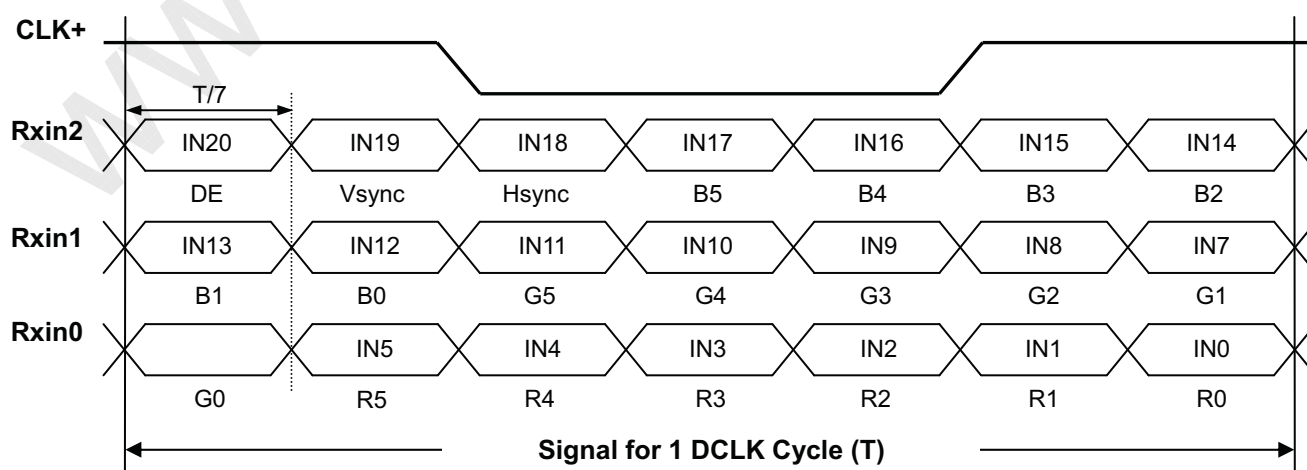 CLK+
T/7
Rxin2 IN20 IN19 IN18 IN17 IN16 IN15 IN14
DE Vsync Hsync B5 B4 B3 B2
Rxin1 IN13 IN12 IN11 IN10 IN9 IN8 IN7
B1 B0 G5 G4 G3 G2 G1
Rxin0 IN5 IN4 IN3 IN2 IN1 IN0
G0 R5 R4 R3 R2 R1 R0
Signal for 1 DCLK Cycle (T)